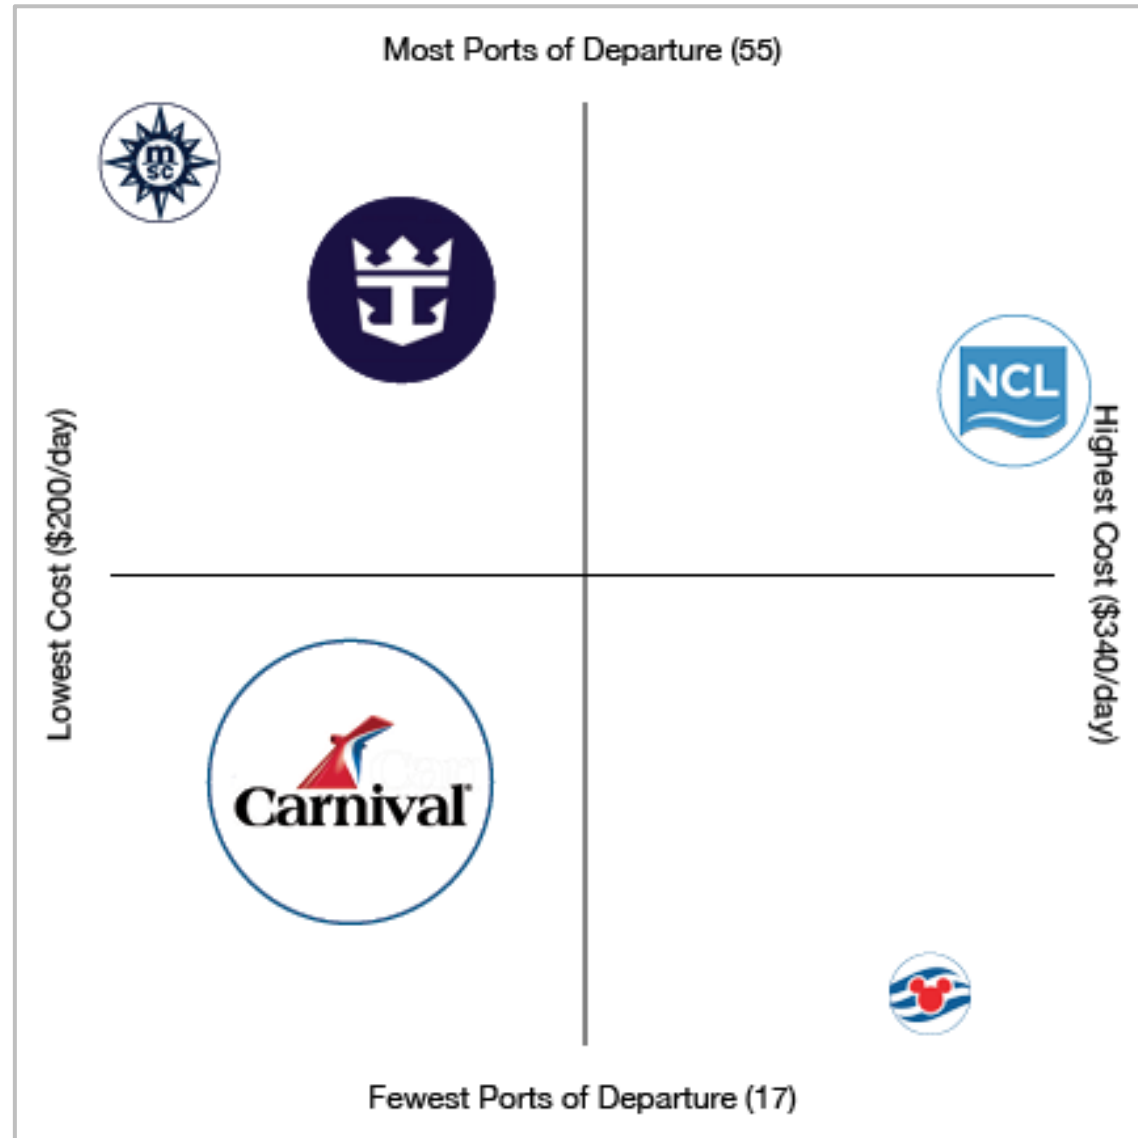 Most Ports of Departure (55)
m
sc
NCL
Lowest Cost ($200/day)
Highest Cost ($340/day)
Carnival®
Fewest Ports of Departure (17)